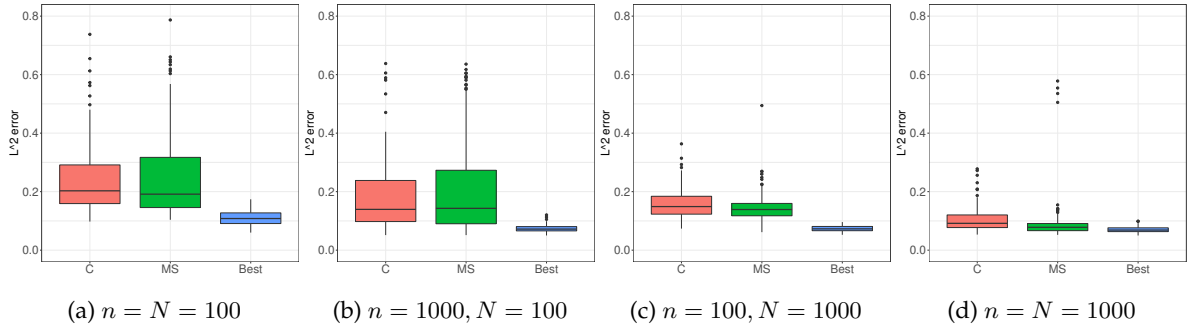 0.8
0.6
0.4
0.2
0.0
L^2 error
C MS Best
(a) n = N = 100
0.8
0.6
0.4
0.2
0.0
L^2 error
C MS Best
(b) n = 1000, N = 100
0.8
0.6
0.4
0.2
0.0
L^2 error
C MS Best
(c) n = 100, N = 1000
0.8
0.6
0.4
0.2
0.0
L^2 error
C MS Best
(d) n = N = 1000